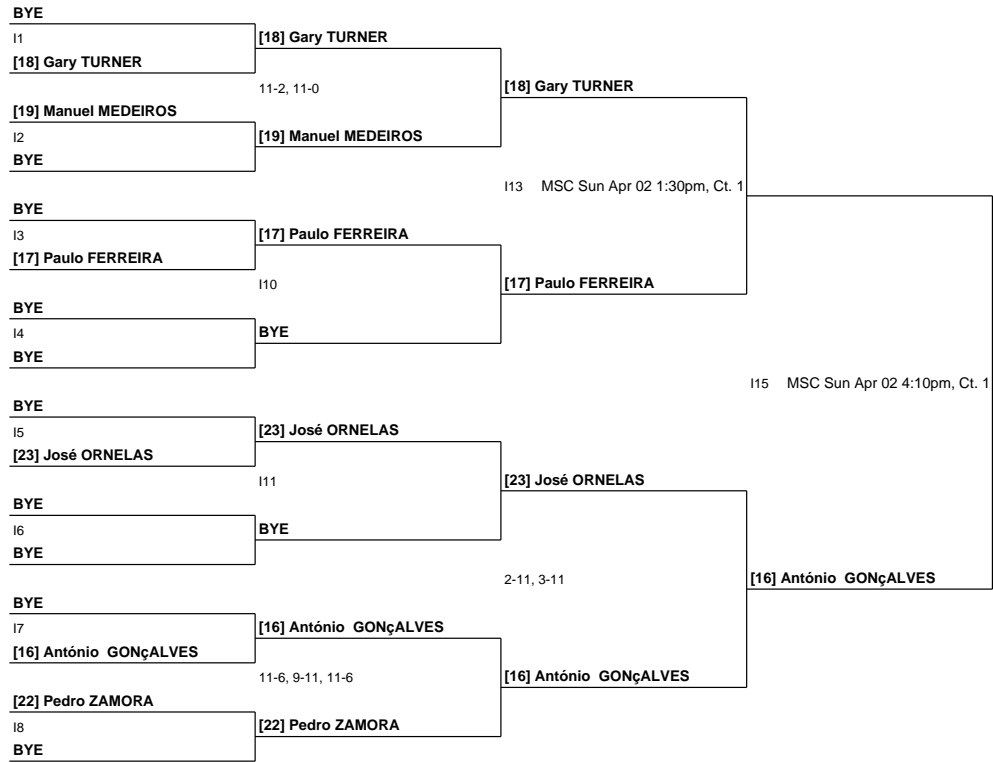 BYE
I1
[18] Gary TURNER
[18] Gary TURNER
11-2, 11-0
[18] Gary TURNER
[19] Manuel MEDEIROS
I2
[19] Manuel MEDEIROS
BYE
I13 MSC Sun Apr 02 1:30pm, Ct. 1
BYE
I3
[17] Paulo FERREIRA
[17] Paulo FERREIRA
I10
[17] Paulo FERREIRA
BYE
I4
BYE
BYE
I15 MSC Sun Apr 02 4:10pm, Ct. 1
BYE
I5
[23] José ORNELAS
[23] José ORNELAS
I11
[23] José ORNELAS
BYE
I6
BYE
BYE
2-11, 3-11
[16] António GONçALVES
BYE
I7
[16] António GONçALVES
[16] António GONçALVES
11-6, 9-11, 11-6
[16] António GONçALVES
[22] Pedro ZAMORA
I8
[22] Pedro ZAMORA
BYE